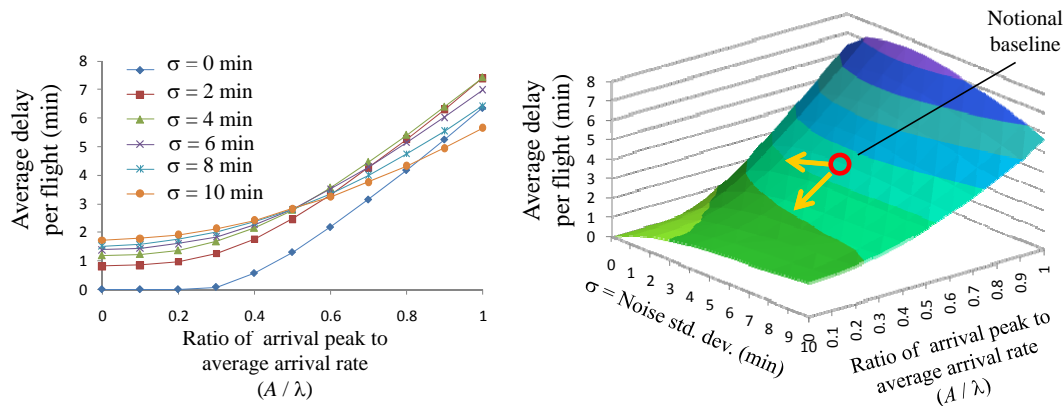 Average delay
per flight (min)
8
7
6
5
4
3
2
1
0
σ = 0 min
σ = 2 min
σ = 4 min
σ = 6 min
σ = 8 min
σ = 10 min
0 0.2 0.4 0.6 0.8 1
Ratio of arrival peak to
average arrival rate
(A / λ)
Notional
baseline
Average delay
per flight (min)
8
7
6
5
4
3
2
1
0
0 1 2 3 4 5 6 7 8 9 10
σ = Noise std. dev. (min)
0 0.1 0.2 0.3 0.4 0.5 0.6 0.7 0.8 0.9 1
Ratio of arrival peak to
average arrival rate
(A / λ)